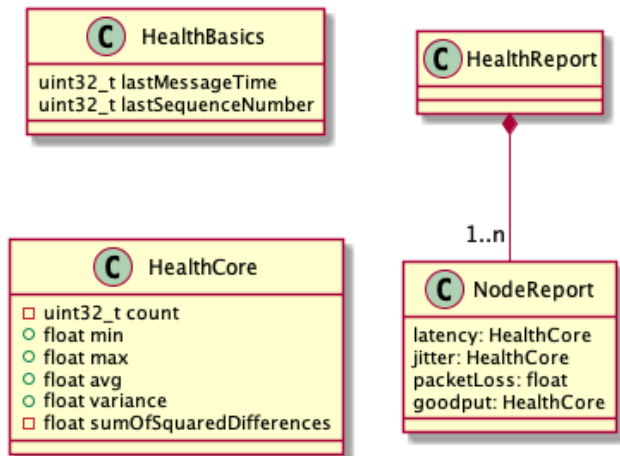 C HealthBasics
uint32_t lastMessageTime
uint32_t lastSequenceNumber
C HealthReport
1..n
C HealthCore
uint32_t count
float min
float max
float avg
float variance
float sumOfSquaredDifferences
C NodeReport
latency: HealthCore
jitter: HealthCore
packetLoss: float
goodput: HealthCore